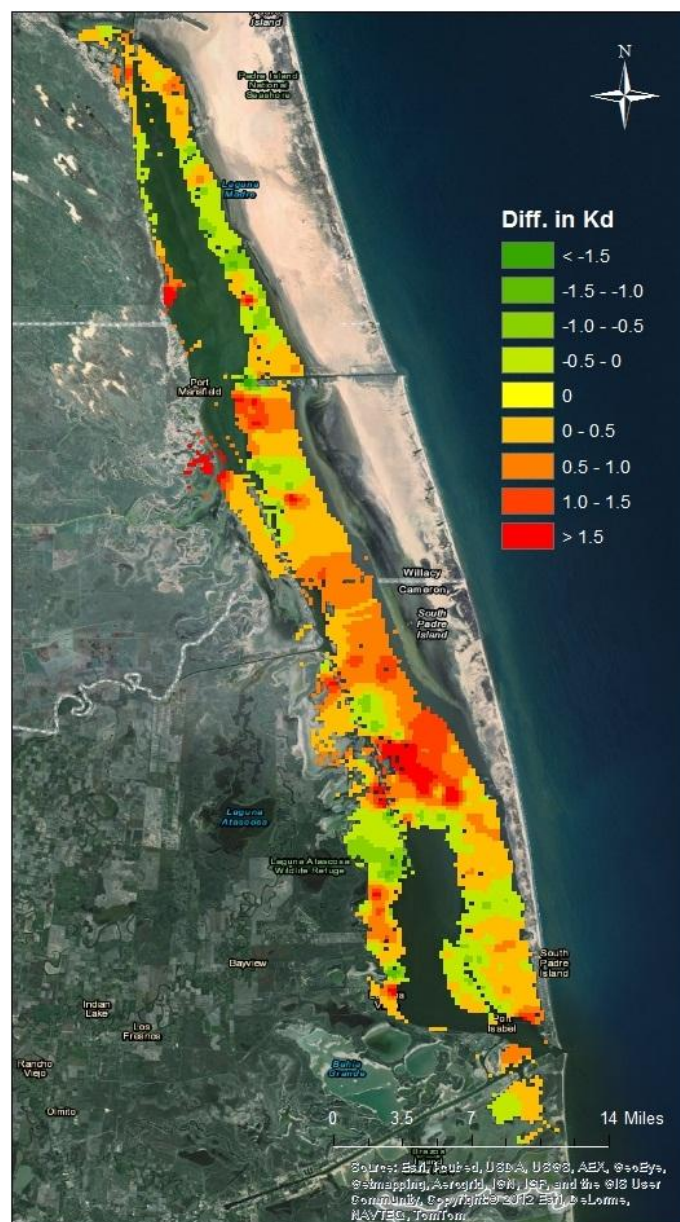 Island
N
Padre Island
National
Seashore
Laguna
Madre
Diff. in Kd
< -1.5
-1.5 - -1.0
-1.0 - -0.5
-0.5 - 0
0
0 - 0.5
0.5 - 1.0
1.0 - 1.5
> 1.5
Port
Mansfield
Willacy
Cameron
South
Padre
Island
Laguna
Atascosa
Laguna Atascosa
Wildlife Refuge
Bayview
South
Padre
Island
Indian
Lake
Los
Fresnos
Port
Isabel
Rancho
Viejo
Bahia
Grande
Olmito
0 3.5 7 14 Miles
Island
Source: Esri, i-cubed, USDA, USGS, AEX, GeoEye,
Getmapping, Aerogrid, IGN, IGP, and the GIS User
Community, Copyright:© 2012 Esri, DeLorme,
NAVTEQ, TomTom